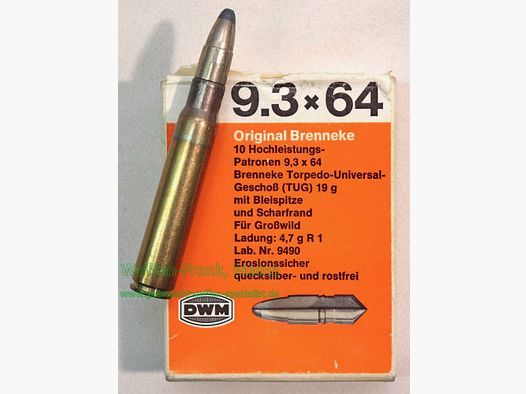 9.3×64
Original Brenneke
10 Hochleistungs-
Patronen 9,3 x 64
Brenneke Torpedo-Universal-
Geschoß (TUG) 19 g
mit Bleispitze
und Scharfrand
Für Großwild
Ladung: 4,7 g R 1
Lab. Nr. 9490
Erosionssicher
quecksilber- und rostfrei
DWM